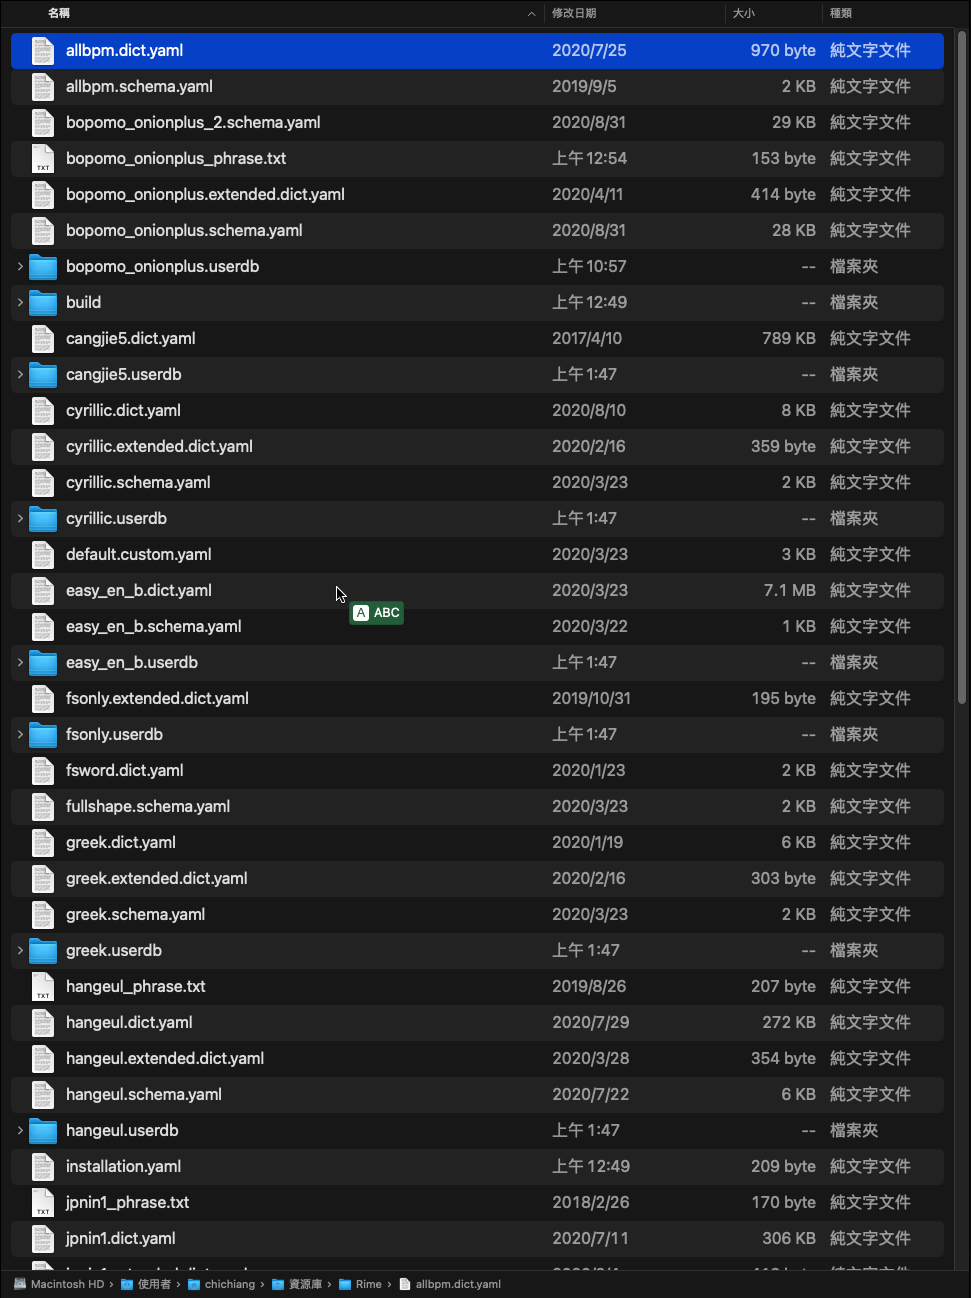 名稱 修改日期 大小 種類
allbpm.dict.yaml 2020/7/25 970 byte 純文字文件
allbpm.schema.yaml 2019/9/5 2 KB 純文字文件
bopomo_onionplus_2.schema.yaml 2020/8/31 29 KB 純文字文件
TXT bopomo_onionplus_phrase.txt 上午 12:54 153 byte 純文字文件
bopomo_onionplus.extended.dict.yaml 2020/4/11 414 byte 純文字文件
bopomo_onionplus.schema.yaml 2020/8/31 28 KB 純文字文件
bopomo_onionplus.userdb 上午 10:57 -- 檔案夾
build 上午 12:49 -- 檔案夾
cangjie5.dict.yaml 2017/4/10 789 KB 純文字文件
cangjie5.userdb 上午 1:47 -- 檔案夾
cyrillic.dict.yaml 2020/8/10 8 KB 純文字文件
cyrillic.extended.dict.yaml 2020/2/16 359 byte 純文字文件
cyrillic.schema.yaml 2020/3/23 2 KB 純文字文件
cyrillic.userdb 上午 1:47 -- 檔案夾
default.custom.yaml 2020/3/23 3 KB 純文字文件
easy_en_b.dict.yaml 2020/3/23 7.1 MB 純文字文件
A ABC
easy_en_b.schema.yaml 2020/3/22 1 KB 純文字文件
easy_en_b.userdb 上午 1:47 -- 檔案夾
fsonly.extended.dict.yaml 2019/10/31 195 byte 純文字文件
fsonly.userdb 上午 1:47 -- 檔案夾
fsword.dict.yaml 2020/1/23 2 KB 純文字文件
fullshape.schema.yaml 2020/3/23 2 KB 純文字文件
greek.dict.yaml 2020/1/19 6 KB 純文字文件
greek.extended.dict.yaml 2020/2/16 303 byte 純文字文件
greek.schema.yaml 2020/3/23 2 KB 純文字文件
greek.userdb 上午 1:47 -- 檔案夾
TXT hangeul_phrase.txt 2019/8/26 207 byte 純文字文件
hangeul.dict.yaml 2020/7/29 272 KB 純文字文件
hangeul.extended.dict.yaml 2020/3/28 354 byte 純文字文件
hangeul.schema.yaml 2020/7/22 6 KB 純文字文件
hangeul.userdb 上午 1:47 -- 檔案夾
installation.yaml 上午 12:49 209 byte 純文字文件
TXT jpnin1_phrase.txt 2018/2/26 170 byte 純文字文件
jpnin1.dict.yaml 2020/7/11 306 KB 純文字文件
Macintosh HD › 使用者 › chichiang › 資源庫 › Rime › allbpm.dict.yaml